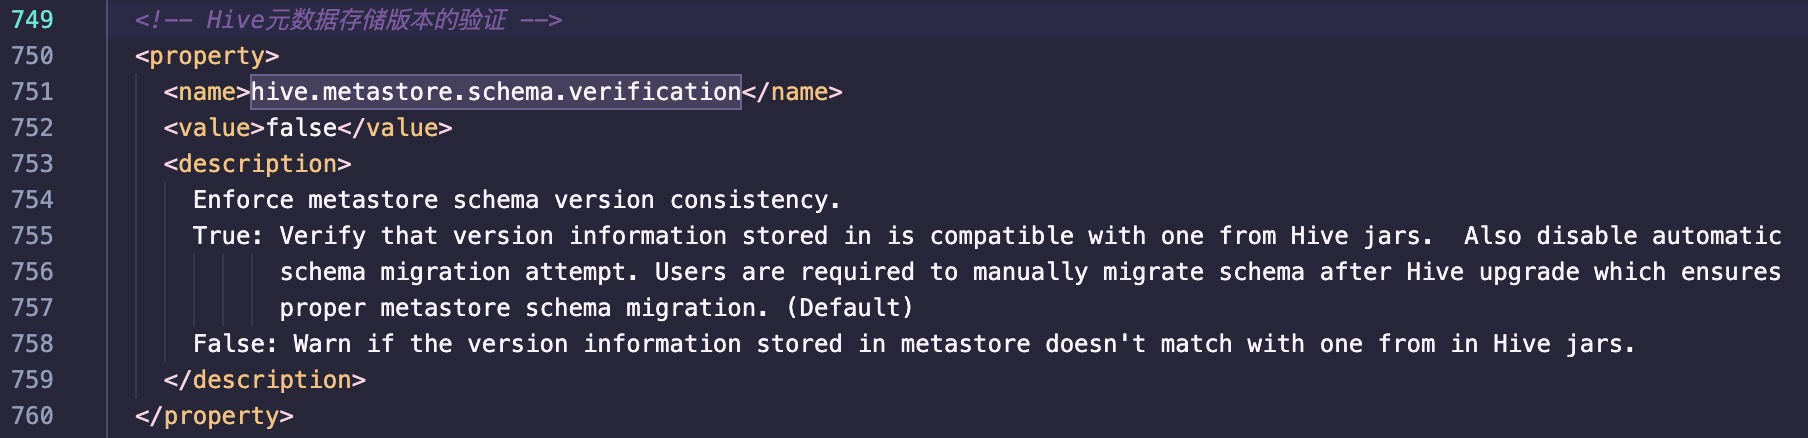 749 <!-- Hive元数据存储版本的验证 -->
750 <property>
751 <name>hive.metastore.schema.verification</name>
752 <value>false</value>
753 <description>
754 Enforce metastore schema version consistency.
755 True: Verify that version information stored in is compatible with one from Hive jars.  Also disable automatic
756 schema migration attempt. Users are required to manually migrate schema after Hive upgrade which ensures
757 proper metastore schema migration. (Default)
758 False: Warn if the version information stored in metastore doesn't match with one from in Hive jars.
759 </description>
760 </property>